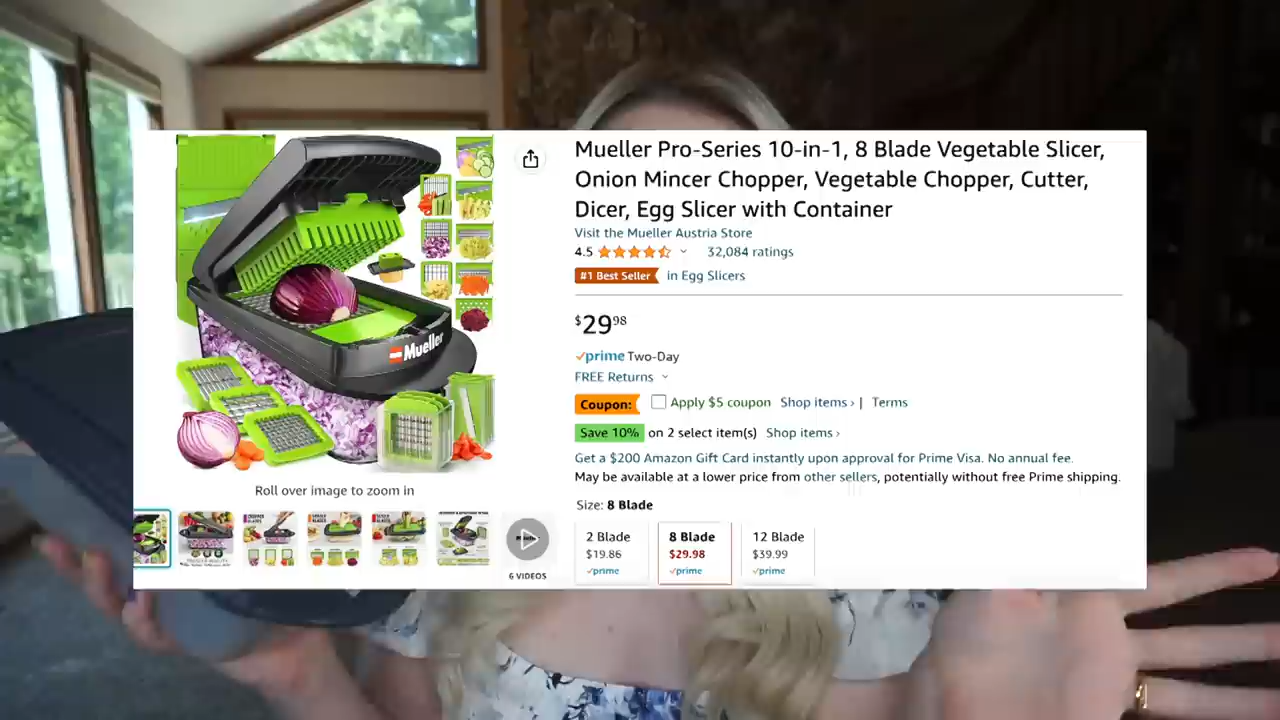 Mueller Pro-Series 10-in-1, 8 Blade Vegetable Slicer,
Onion Mincer Chopper, Vegetable Chopper, Cutter,
Dicer, Egg Slicer with Container
Visit the Mueller Austria Store
4.5 32,084 ratings
#1 Best Seller in Egg Slicers
$29 98
prime Two-Day
FREE Returns
Coupon: Apply $5 coupon Shop items › | Terms
Save 10% on 2 select item(s) Shop items ›
Get a $200 Amazon Gift Card instantly upon approval for Prime Visa. No annual fee.
May be available at a lower price from other sellers, potentially without free Prime shipping.
Size: 8 Blade
2 Blade
$19.86
prime
8 Blade
$29.98
prime
12 Blade
$39.99
prime
Mueller
Roll over image to zoom in
6 VIDEOS